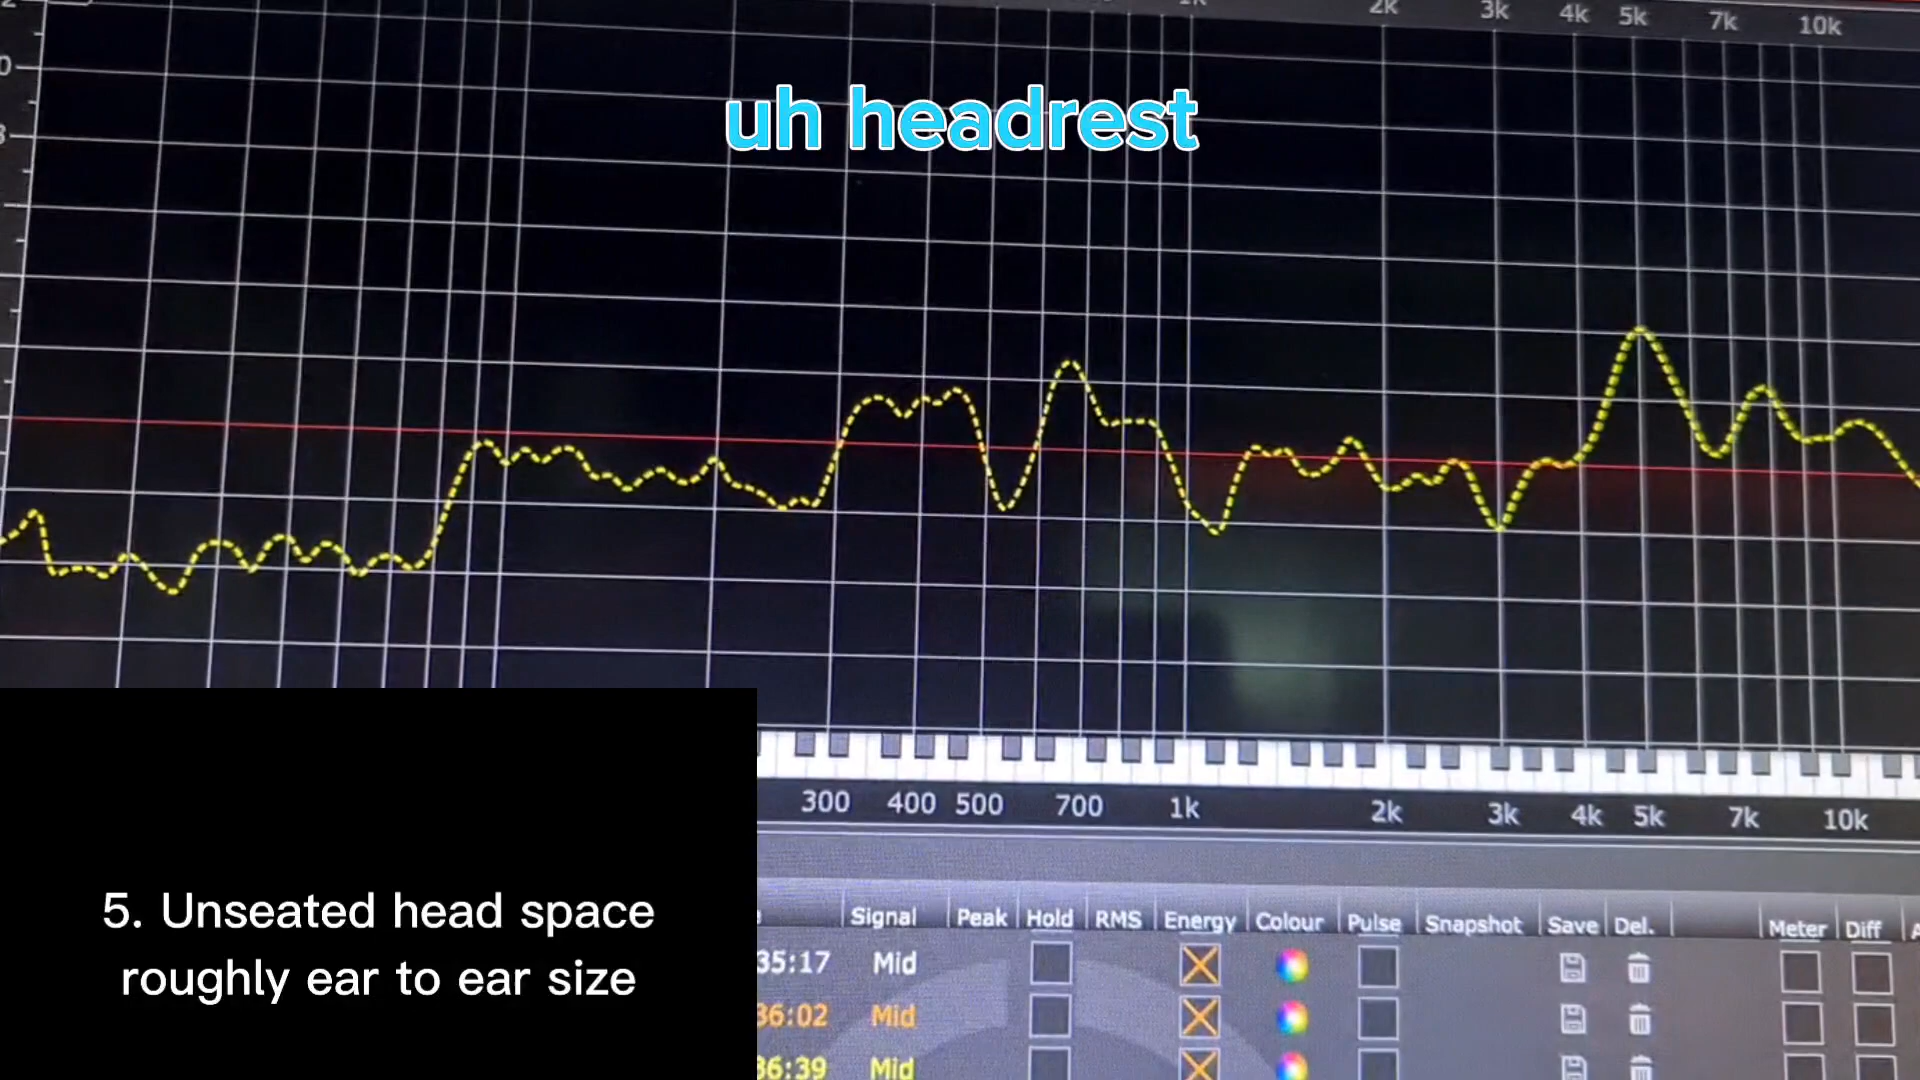 2k 3k 4k 5k 7k 10k
0
uh headrest
300 400 500 700 1k 2k 3k 4k 5k 7k 10k
Signal Peak Hold RMS Energy Colour Pulse Snapshot Save Del. Meter Diff
35:17 Mid
36:02 Mid
36:39 Mid
5. Unseated head space
roughly ear to ear size